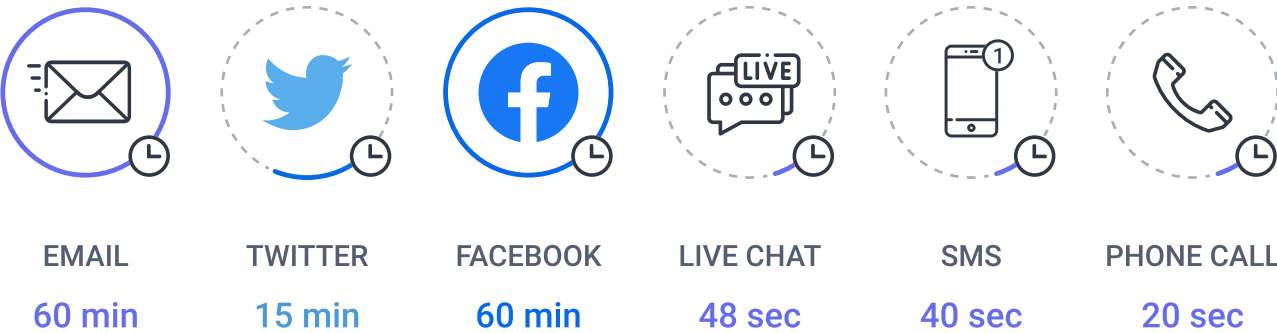 LIVE
1
EMAIL
TWITTER
FACEBOOK
LIVE CHAT
SMS
PHONE CALL
60 min
15 min
60 min
48 sec
40 sec
20 sec